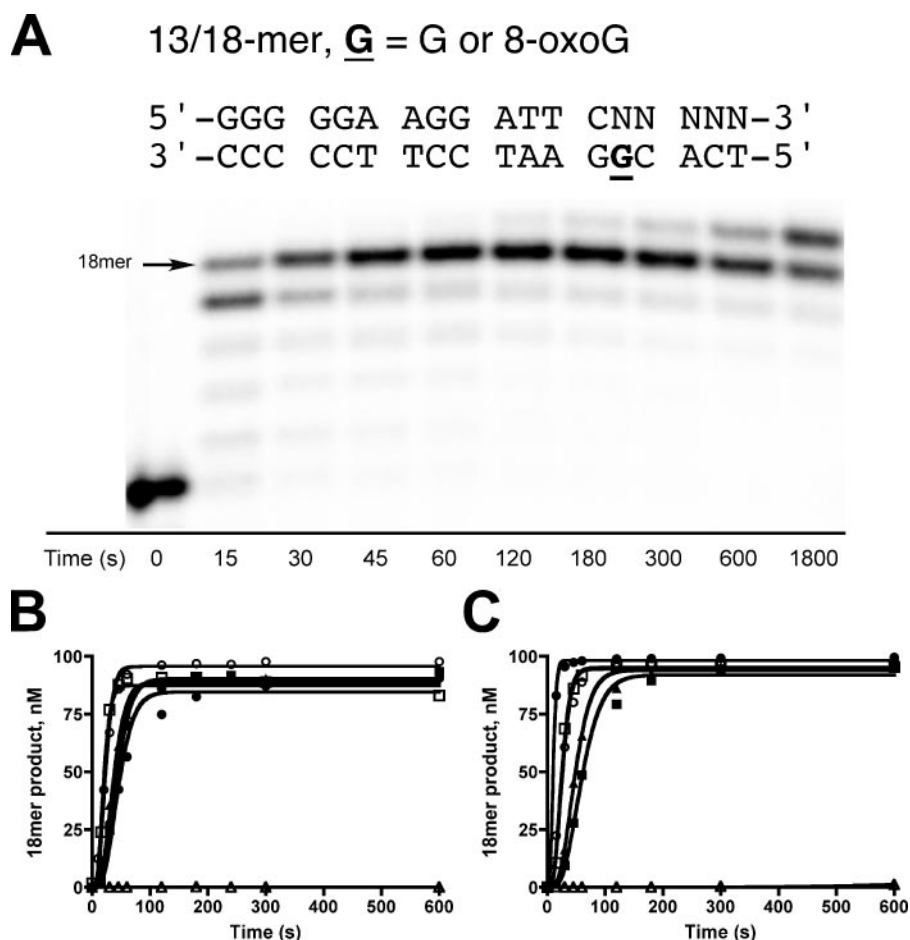 A
13/18-mer, G = G or 8-oxoG
5'-GGG GGA AGG ATT CNN NNN-3'
3'-CCC CCT TCC TAA GGC ACT-5'
18mer
Time (s) 0 15 30 45 60 120 180 300 600 1800
B
C
100
75
50
25
0
18mer product, nM
0 100 200 300 400 500 600
Time (s)
100
75
50
25
0
18mer product, nM
0 100 200 300 400 500 600
Time (s)